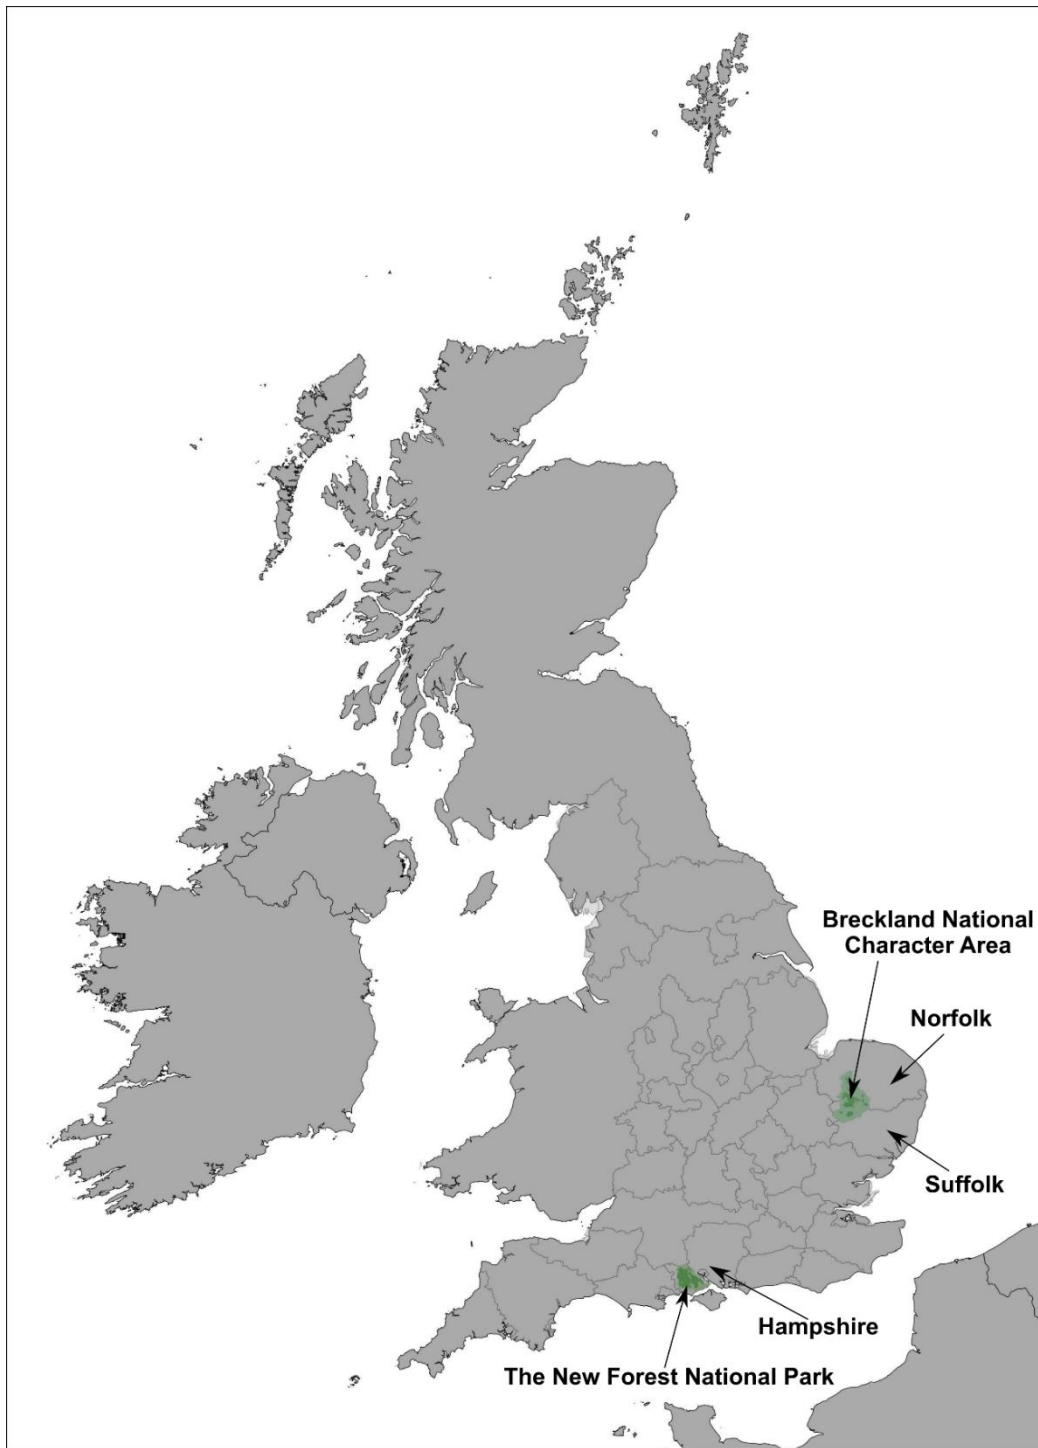 Breckland National
Character Area
Norfolk
Suffolk
Hampshire
The New Forest National Park